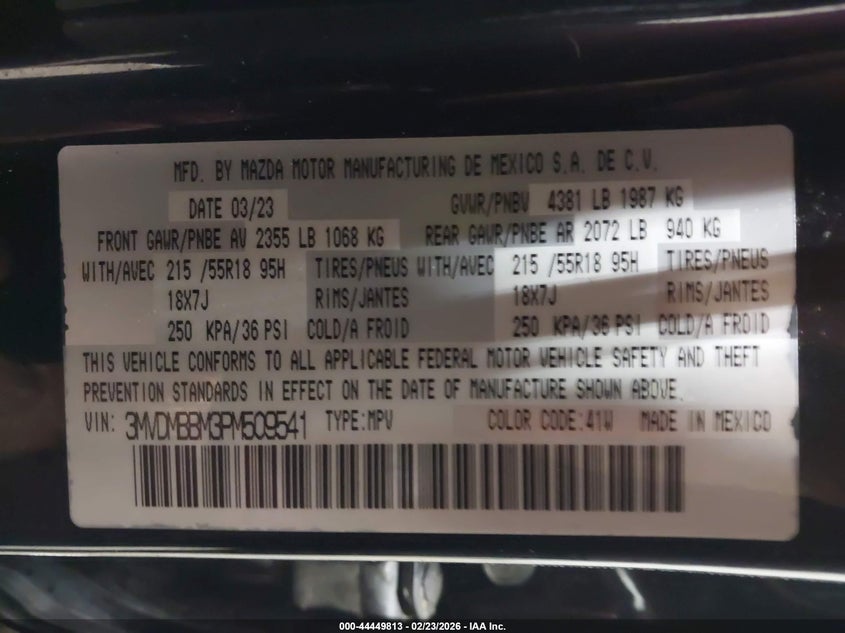 MFD. BY MAZDA MOTOR MANUFACTURING DE MEXICO S.A. DE C.V.
DATE 03/23 GVWR/PNBV 4381 LB 1987 KG
FRONT GAWR/PNBE AV 2355 LB 1068 KG REAR GAWR/PNBE AR 2072 LB 940 KG
WITH/AVEC 215 /55R18 95H TIRES/PNEUS WITH/AVEC 215 /55R18 95H TIRES/PNEUS
18X7J RIMS/JANTES 18X7J RIMS/JANTES
250 KPA/36 PSI COLD/A FROID 250 KPA/36 PSI COLD/A FROID
THIS VEHICLE CONFORMS TO ALL APPLICABLE FEDERAL MOTOR VEHICLE SAFETY AND THEFT
PREVENTION STANDARDS IN EFFECT ON THE DATE OF MANUFACTURE SHOWN ABOVE.
VIN: 3MVDMBBM3PM509541 TYPE:MPV COLOR CODE:41W MADE IN MEXICO
000-44449813 - 02/23/2026 - IAA Inc.